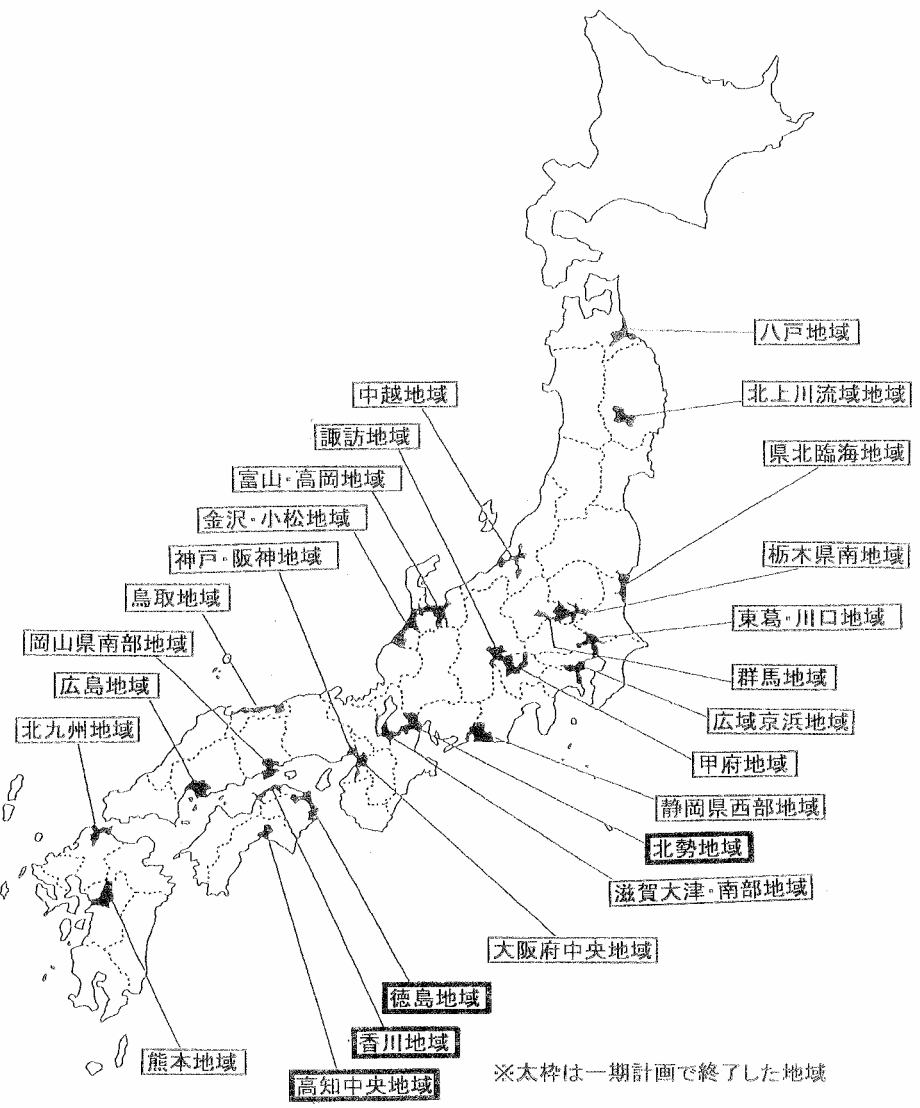 八戸地域
中越地域
北上川流域地域
諏訪地域
県北臨海地域
富山・高岡地域
金沢・小松地域
神戸・阪神地域
栃木県南地域
鳥取地域
東葛・川口地域
岡山県南部地域
群馬地域
広島地域
広域京浜地域
北九州地域
甲府地域
静岡県西部地域
北勢地域
滋賀大津・南部地域
大阪府中央地域
徳島地域
香川地域
熊本地域
高知中央地域
※太枠は一期計画で終了した地域